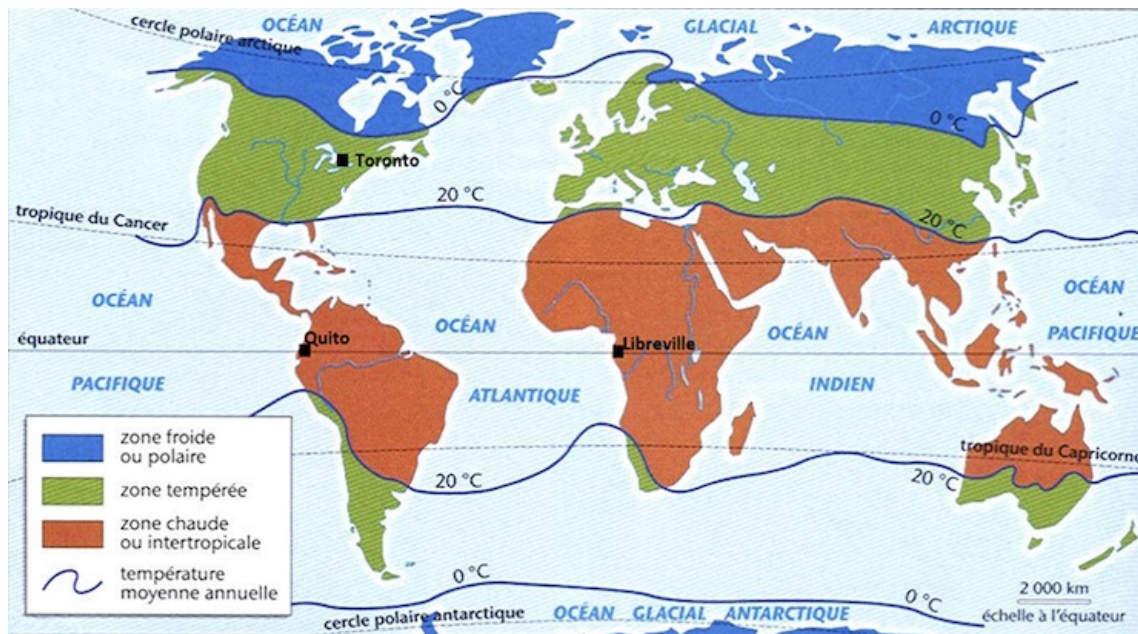 OCÉAN
GLACIAL
ARCTIQUE
cercle polaire arctique
0 °C
0 °C
Toronto
20 °C
tropique du Cancer
20 °C
OCÉAN
OCÉAN
OCÉAN
OCÉAN
équateur
Quito
Libreville
PACIFIQUE
PACIFIQUE
ATLANTIQUE
INDIEN
zone froide
ou polaire
zone tempérée
zone chaude
ou intertropicale
température
moyenne annuelle
tropique du Capricorne
20 °C
20 °C
0 °C
0 °C
2 000 km
échelle à l'équateur
cercle polaire antarctique
OCÉAN GLACIAL ANTARCTIQUE